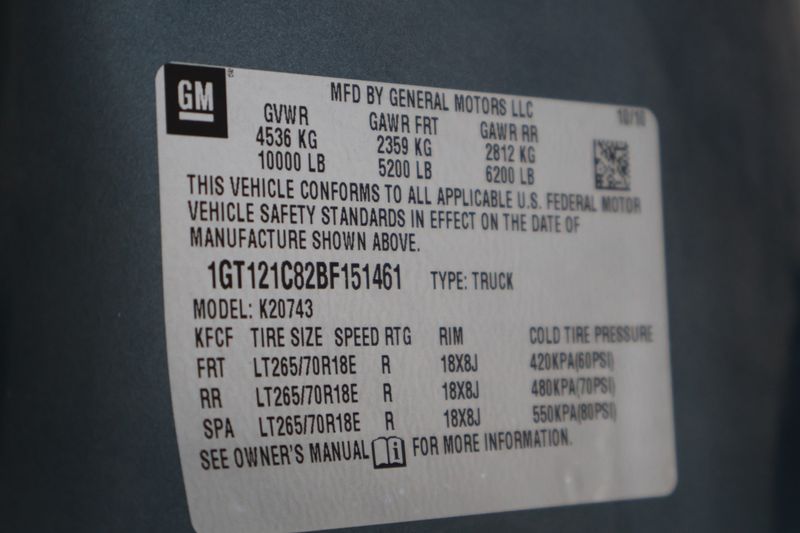 GM
MFD BY GENERAL MOTORS LLC 10/10
GVWR GAWR FRT GAWR RR
4536 KG 2359 KG 2812 KG
10000 LB 5200 LB 6200 LB
THIS VEHICLE CONFORMS TO ALL APPLICABLE U.S. FEDERAL MOTOR
VEHICLE SAFETY STANDARDS IN EFFECT ON THE DATE OF
MANUFACTURE SHOWN ABOVE.
1GT121C82BF151461 TYPE: TRUCK
MODEL: K20743
KFCF TIRE SIZE SPEED RTG RIM COLD TIRE PRESSURE
FRT LT265/70R18E R 18X8J 420KPA(60PSI)
RR LT265/70R18E R 18X8J 480KPA(70PSI)
SPA LT265/70R18E R 18X8J 550KPA(80PSI)
SEE OWNER'S MANUAL i FOR MORE INFORMATION.